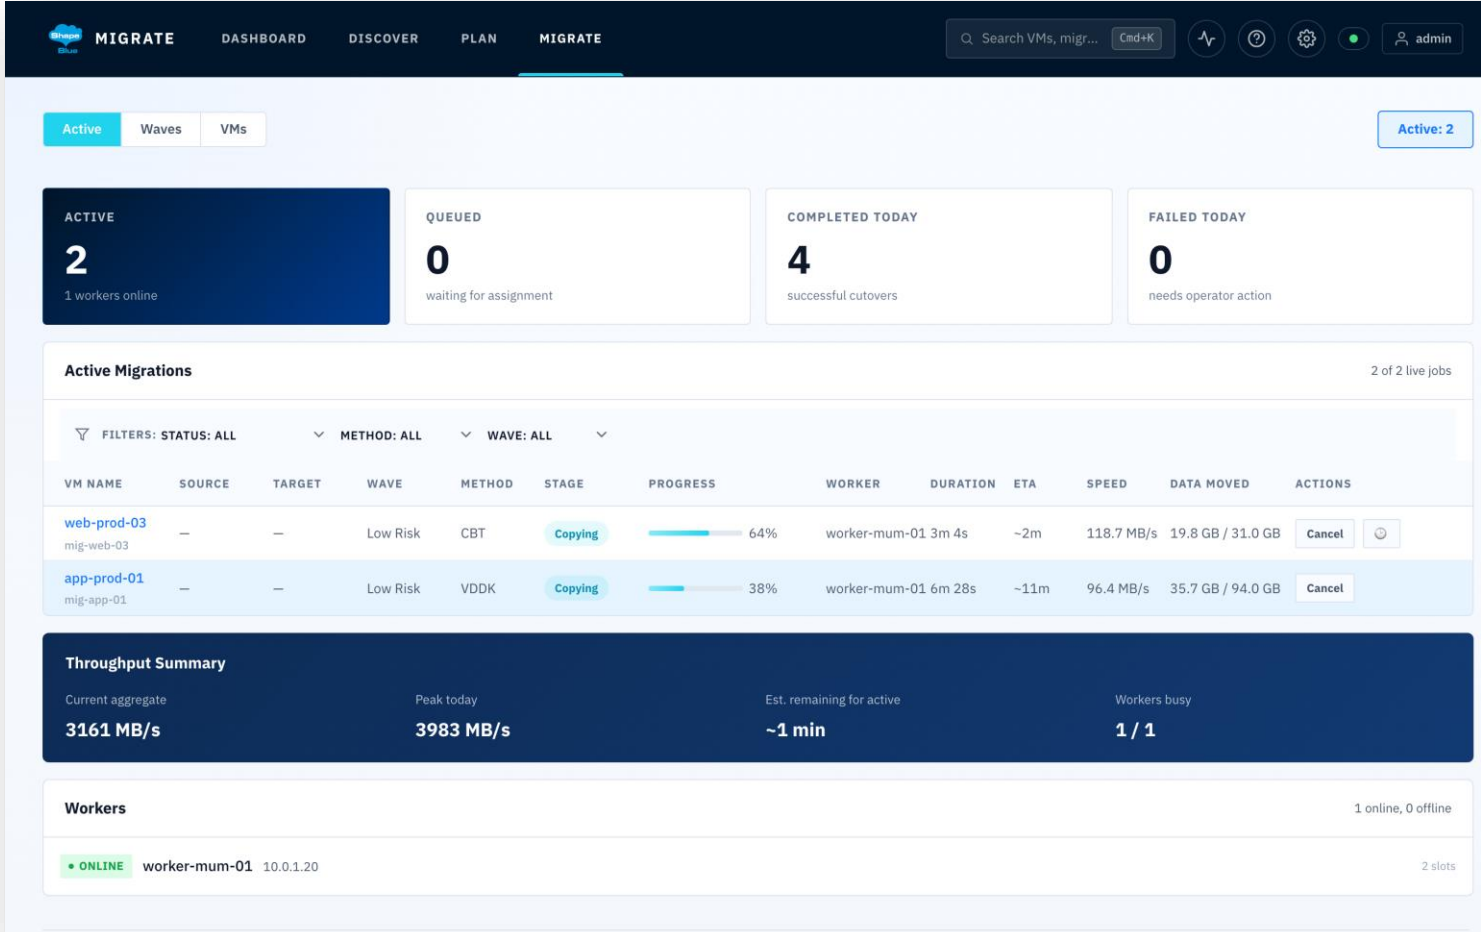 Shape Blue MIGRATE DASHBOARD DISCOVER PLAN MIGRATE Search VMs, migr... Cmd+K admin
Active Waves VMs Active: 2
ACTIVE QUEUED COMPLETED TODAY FAILED TODAY
2 0 4 0
1 workers online waiting for assignment successful cutovers needs operator action
Active Migrations 2 of 2 live jobs
FILTERS: STATUS: ALL METHOD: ALL WAVE: ALL
VM NAME SOURCE TARGET WAVE METHOD STAGE PROGRESS WORKER DURATION ETA SPEED DATA MOVED ACTIONS
web-prod-03 — — Low Risk CBT Copying 64% worker-mum-01 3m 4s ~2m 118.7 MB/s 19.8 GB / 31.0 GB Cancel
mig-web-03
app-prod-01 — — Low Risk VDDK Copying 38% worker-mum-01 6m 28s ~11m 96.4 MB/s 35.7 GB / 94.0 GB Cancel
mig-app-01
Throughput Summary
Current aggregate Peak today Est. remaining for active Workers busy
3161 MB/s 3983 MB/s ~1 min 1 / 1
Workers 1 online, 0 offline
• ONLINE worker-mum-01 10.0.1.20 2 slots